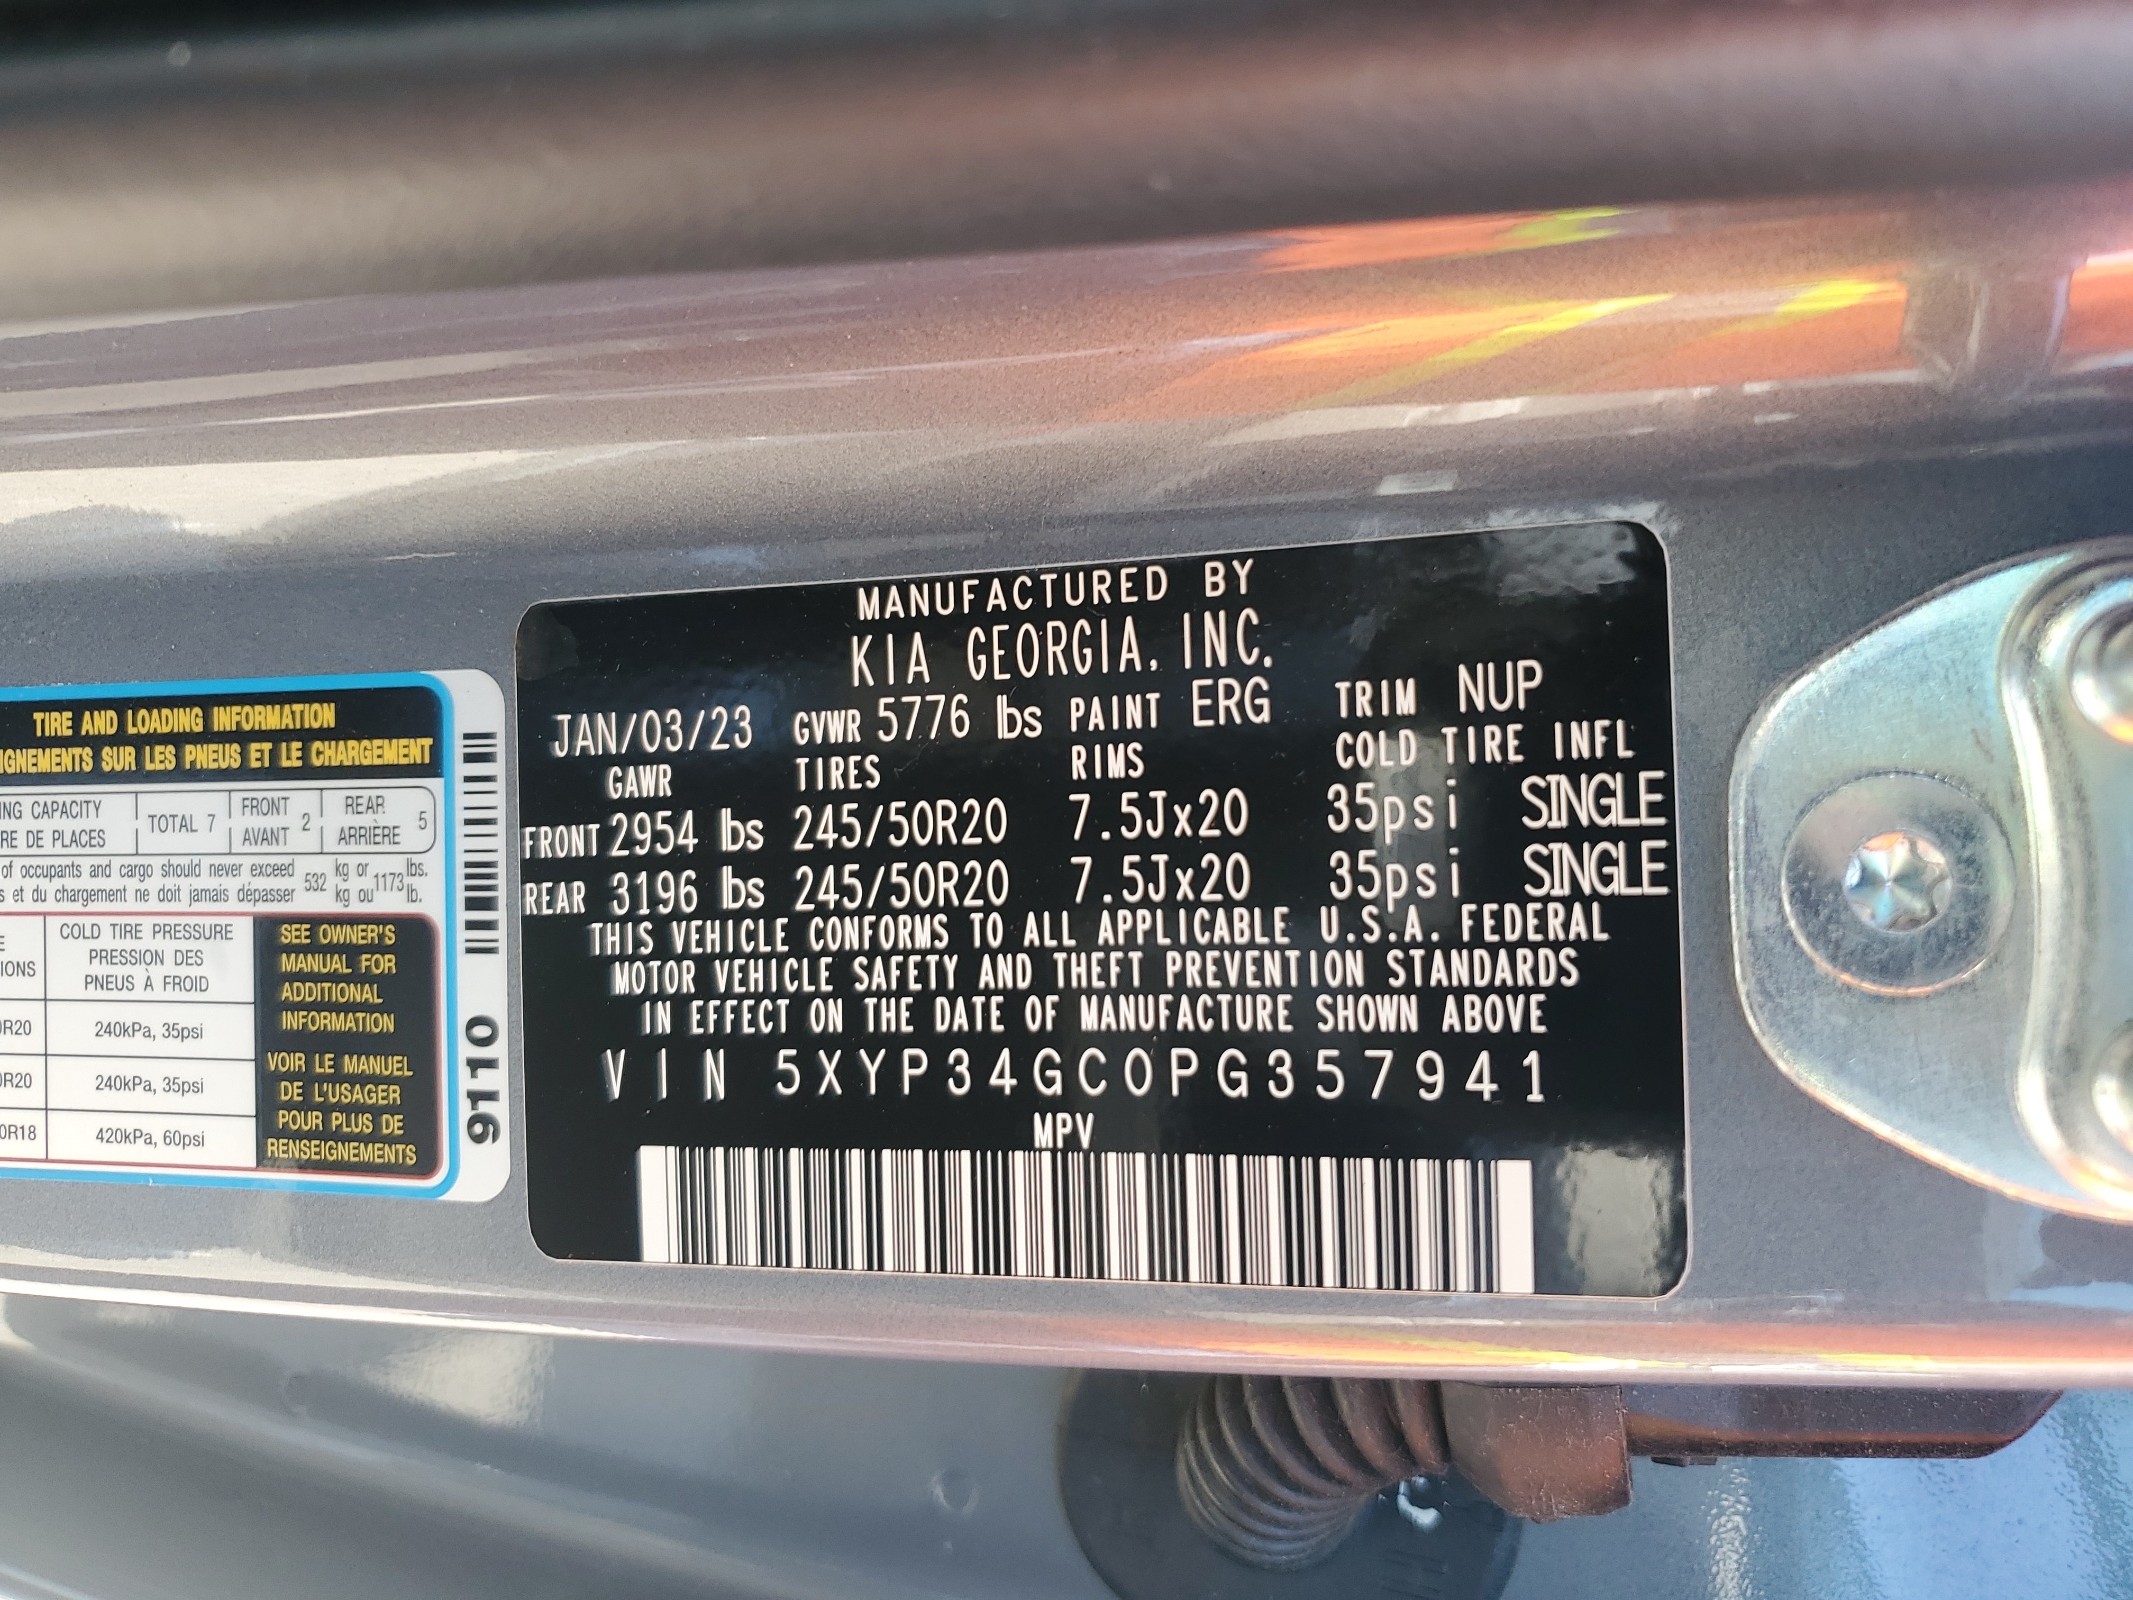 MANUFACTURED BY
KIA GEORGIA, INC.
JAN/03/23 GVWR 5776 lbs PAINT ERG TRIM NUP
GAWR TIRES RIMS COLD TIRE INFL
FRONT 2954 lbs 245/50R20 7.5Jx20 35psi SINGLE
REAR 3196 lbs 245/50R20 7.5Jx20 35psi SINGLE
THIS VEHICLE CONFORMS TO ALL APPLICABLE U.S.A. FEDERAL
MOTOR VEHICLE SAFETY AND THEFT PREVENTION STANDARDS
IN EFFECT ON THE DATE OF MANUFACTURE SHOWN ABOVE
VIN 5XYP34GC0PG357941
MPV
TIRE AND LOADING INFORMATION
IGNEMENTS SUR LES PNEUS ET LE CHARGEMENT
ING CAPACITY
RE DE PLACES
TOTAL 7
FRONT
AVANT
2
REAR
ARRIÈRE
5
of occupants and cargo should never exceed
s et du chargement ne doit jamais dépasser
532
kg or
kg ou
1173
lbs.
lb.
E
IONS
COLD TIRE PRESSURE
PRESSION DES
PNEUS À FROID
0R20
240kPa, 35psi
0R20
240kPa, 35psi
0R18
420kPa, 60psi
SEE OWNER'S
MANUAL FOR
ADDITIONAL
INFORMATION
VOIR LE MANUEL
DE L'USAGER
POUR PLUS DE
RENSEIGNEMENTS
9110